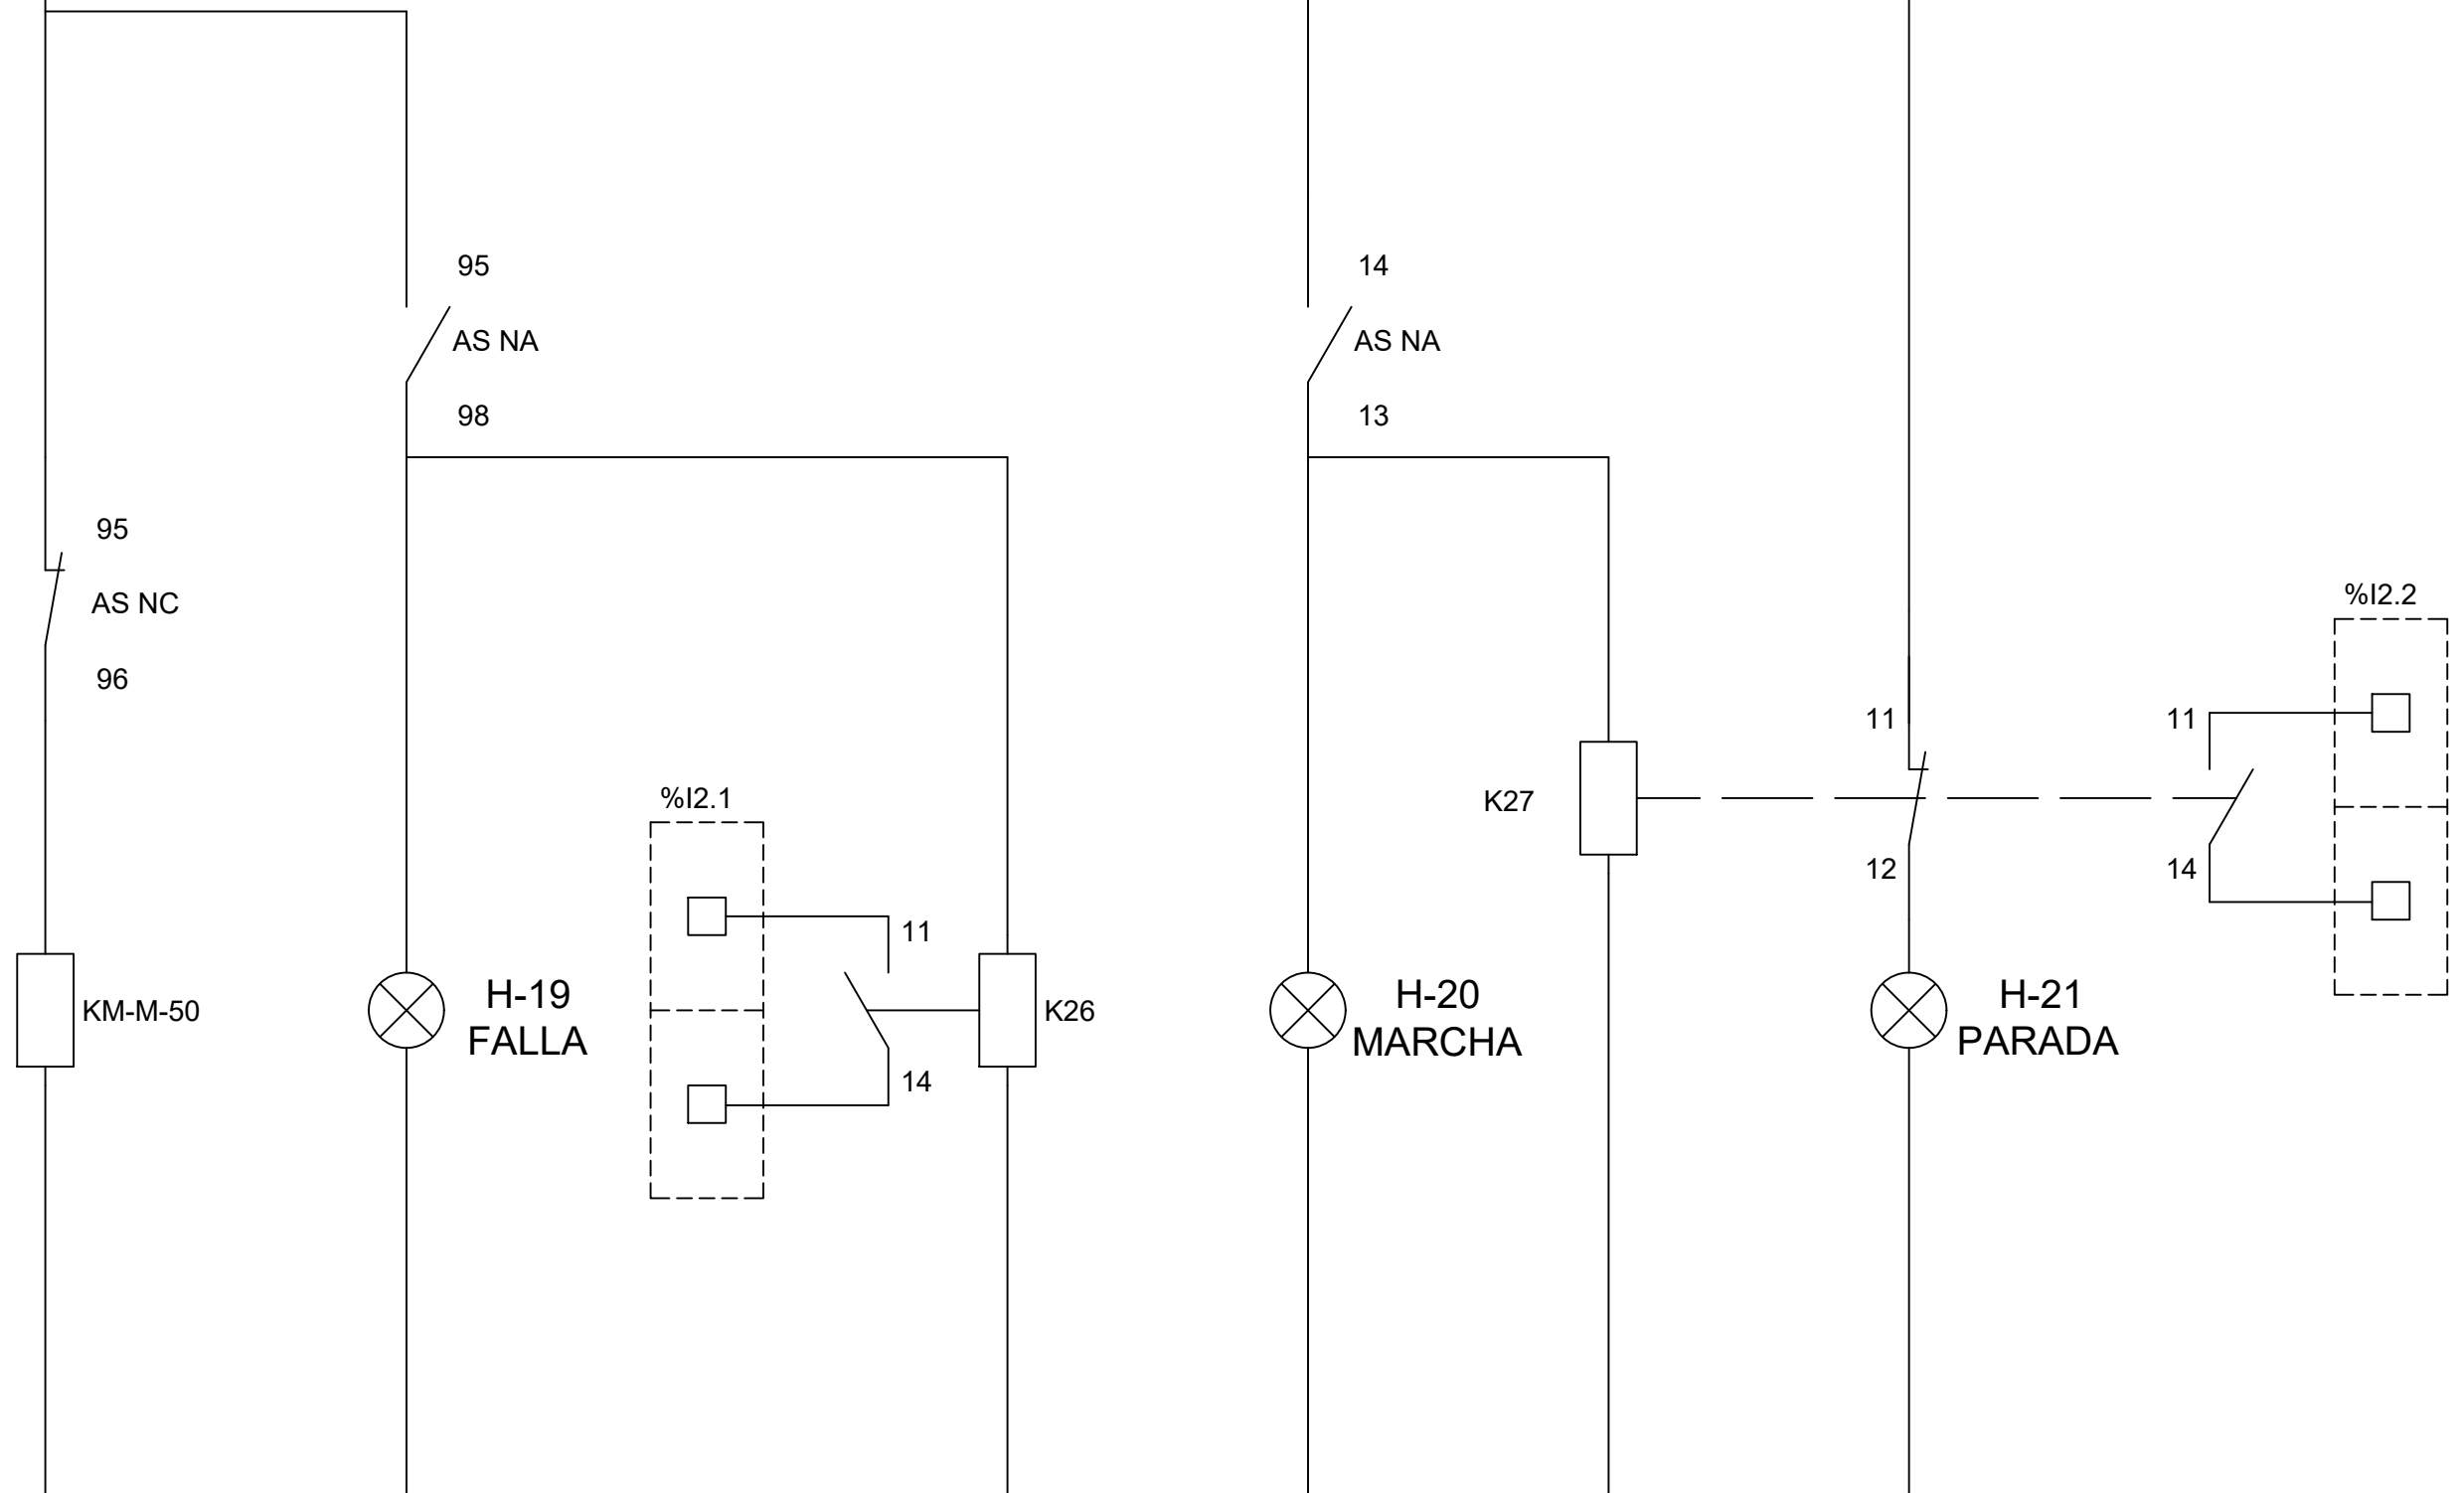 95
AS NA
98
14
AS NA
13
95
AS NC
96
%I2.2
11
11
%I2.1
K27
12
14
11
H-19
FALLA
H-20
MARCHA
H-21
PARADA
KM-M-50
K26
14